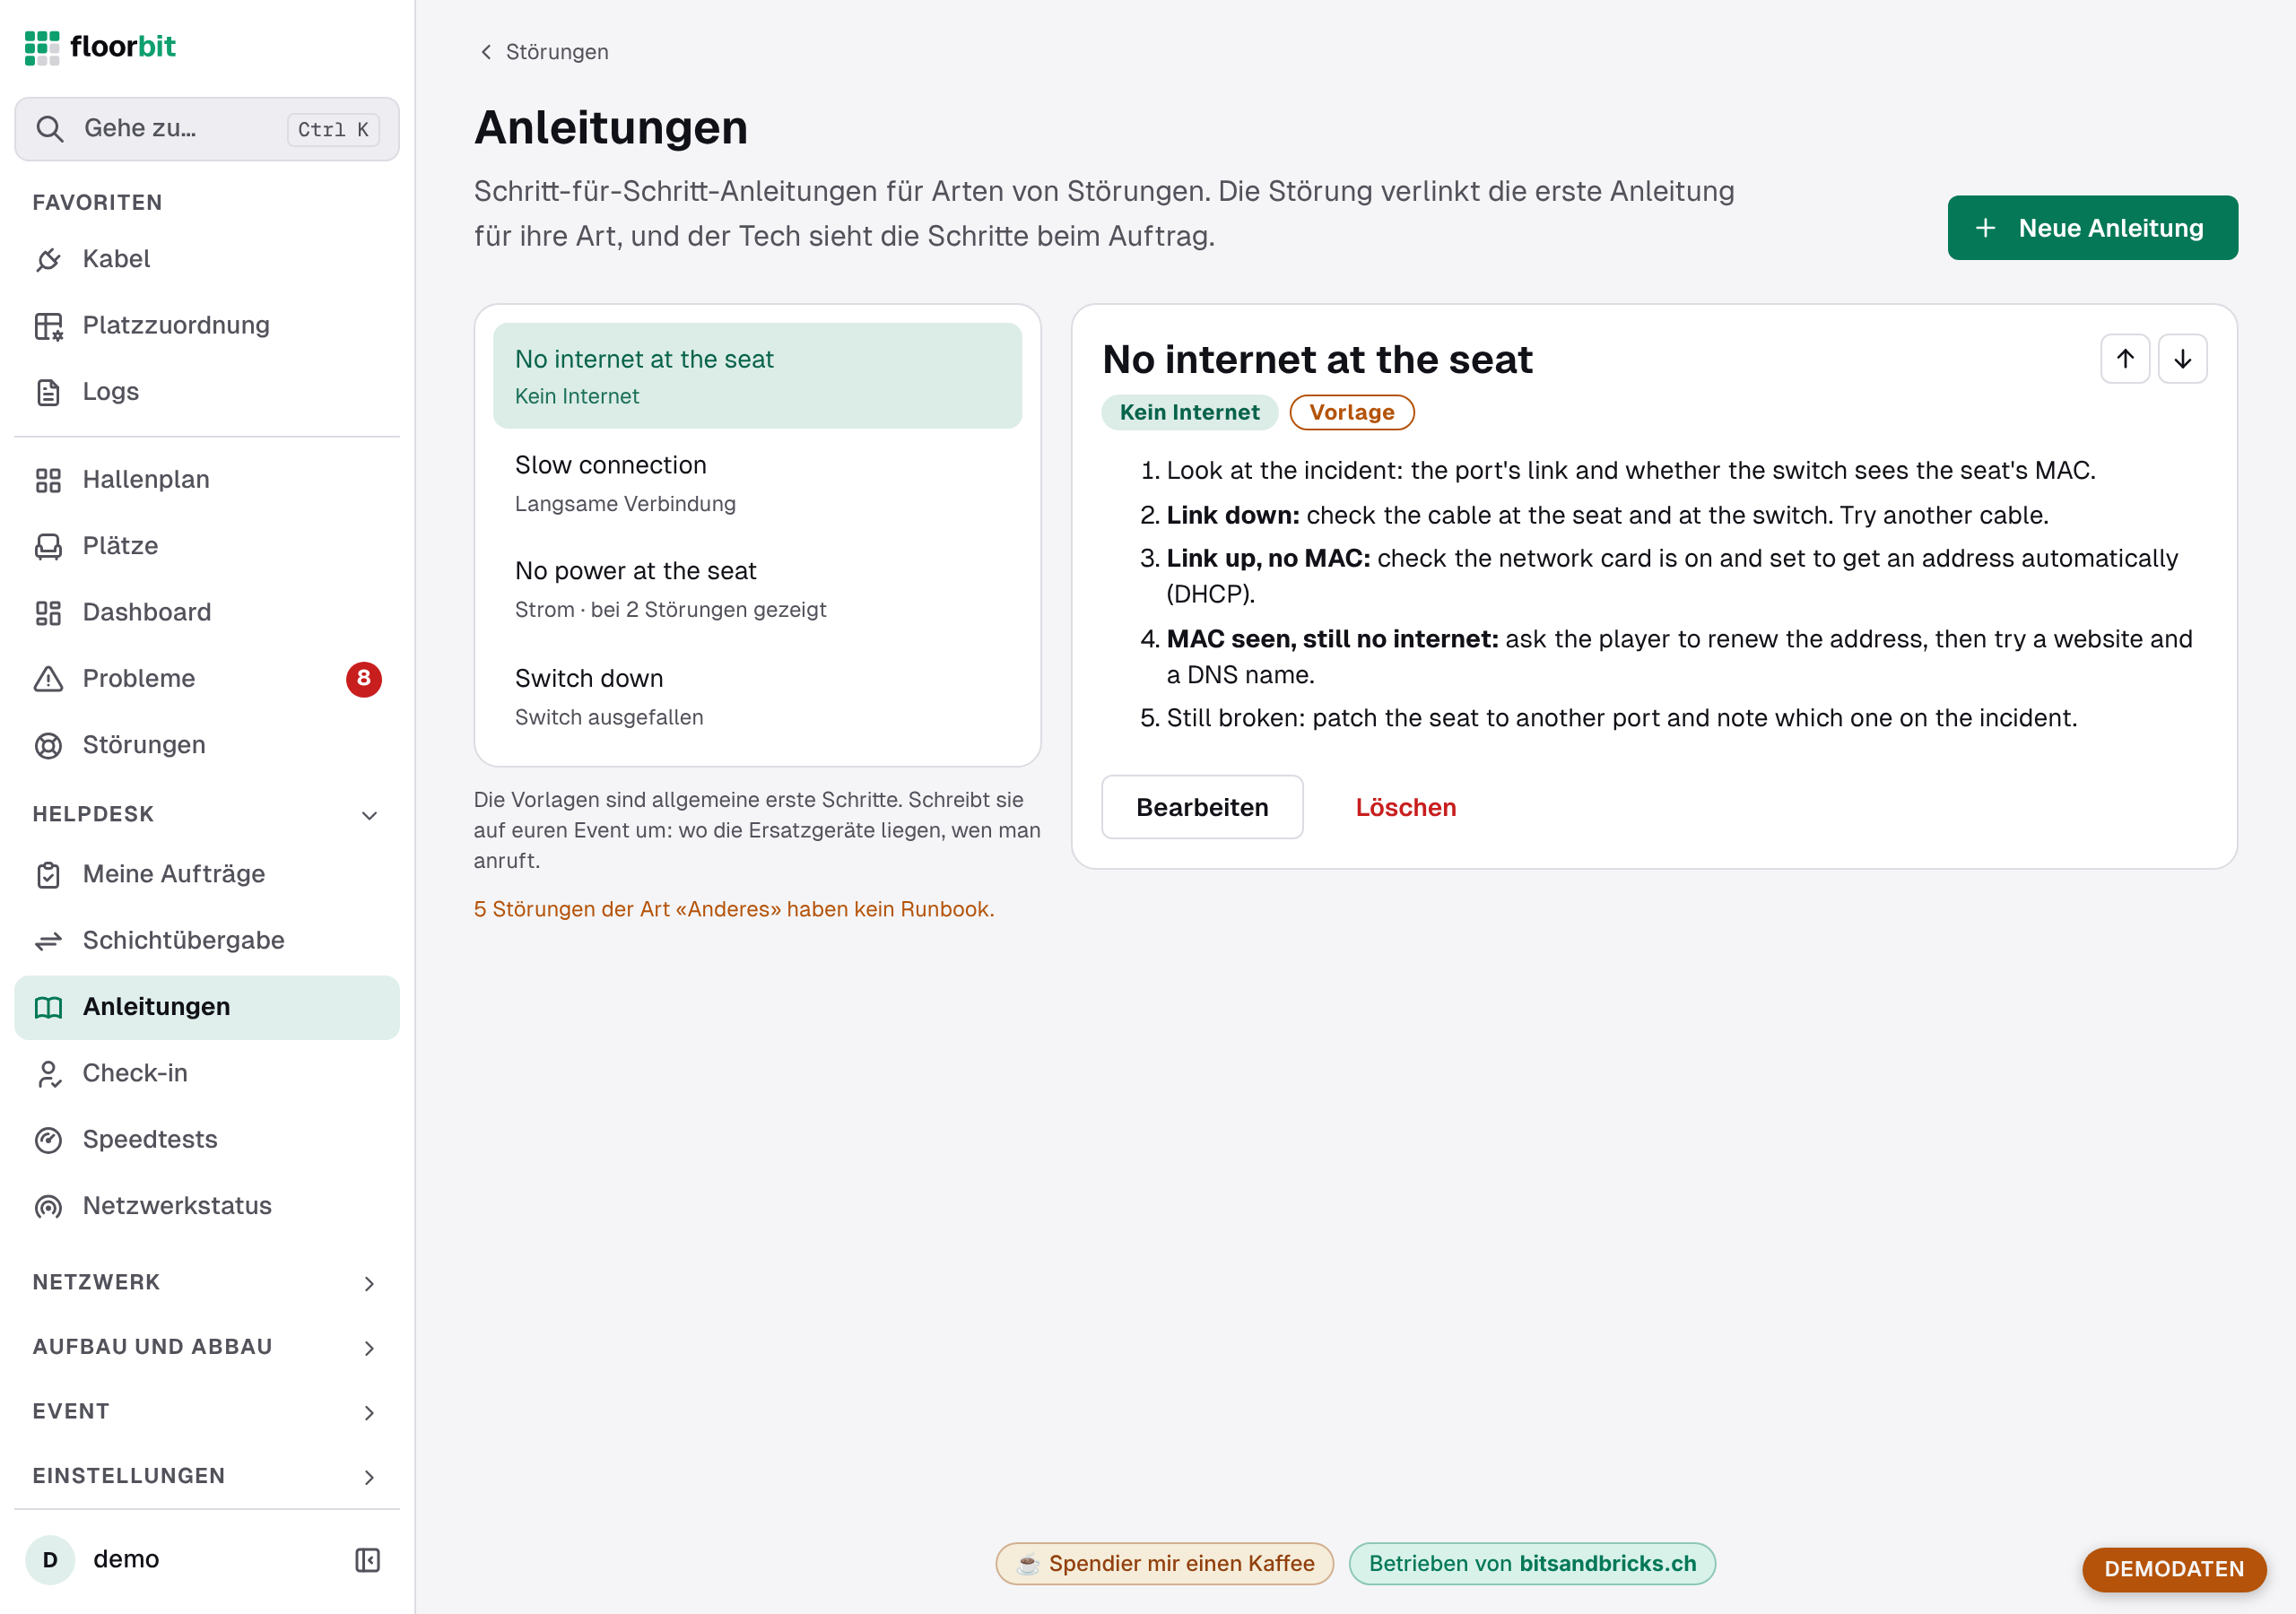 floorbit
Gehe zu...
Ctrl K
FAVORITEN
Kabel
Platzzuordnung
Logs
Hallenplan
Plätze
Dashboard
Probleme
8
Störungen
HELPDESK
Meine Aufträge
Schichtübergabe
Anleitungen
Check-in
Speedtests
Netzwerkstatus
NETZWERK
AUFBAU UND ABBAU
EVENT
EINSTELLUNGEN
D
demo
Störungen
Anleitungen
Schritt-für-Schritt-Anleitungen für Arten von Störungen. Die Störung verlinkt die erste Anleitung
für ihre Art, und der Tech sieht die Schritte beim Auftrag.
+ Neue Anleitung
No internet at the seat
Kein Internet
Slow connection
Langsame Verbindung
No power at the seat
Strom · bei 2 Störungen gezeigt
Switch down
Switch ausgefallen
Die Vorlagen sind allgemeine erste Schritte. Schreibt sie
auf euren Event um: wo die Ersatzgeräte liegen, wen man
anruft.
5 Störungen der Art «Anderes» haben kein Runbook.
No internet at the seat
Kein Internet
Vorlage
1. Look at the incident: the port's link and whether the switch sees the seat's MAC.
2. Link down: check the cable at the seat and at the switch. Try another cable.
3. Link up, no MAC: check the network card is on and set to get an address automatically
(DHCP).
4. MAC seen, still no internet: ask the player to renew the address, then try a website and
a DNS name.
5. Still broken: patch the seat to another port and note which one on the incident.
Bearbeiten
Löschen
Spendier mir einen Kaffee
Betrieben von bitsandbricks.ch
DEMODATEN